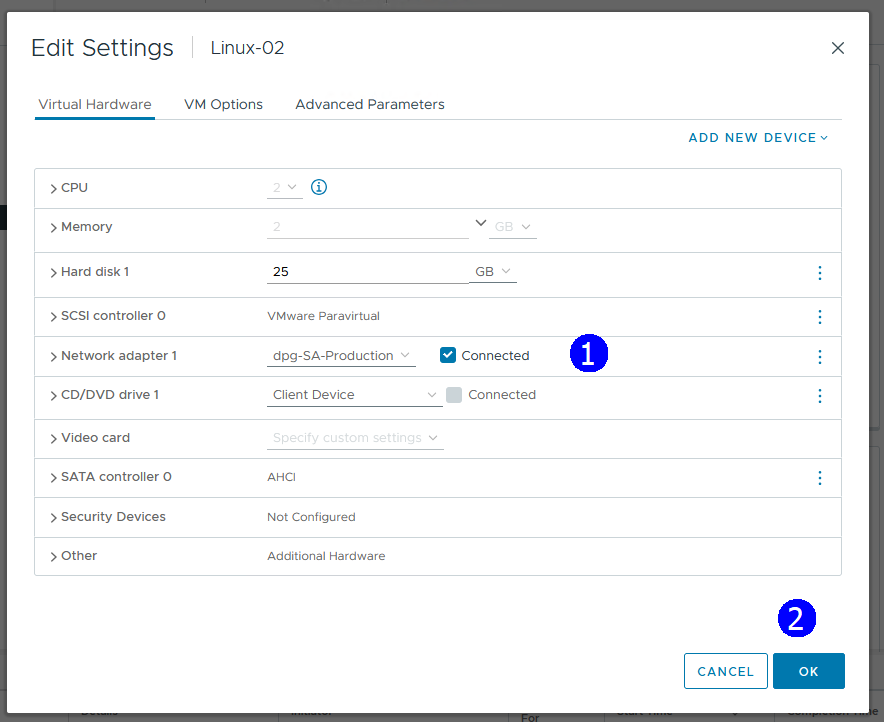 Edit Settings Linux-02
Virtual Hardware VM Options Advanced Parameters
ADD NEW DEVICE
CPU 2
Memory 2 GB
Hard disk 1 25 GB
SCSI controller 0 VMware Paravirtual
Network adapter 1 dpg-SA-Production Connected 1
CD/DVD drive 1 Client Device Connected
Video card Specify custom settings
SATA controller 0 AHCI
Security Devices Not Configured
Other Additional Hardware
2
CANCEL OK
For